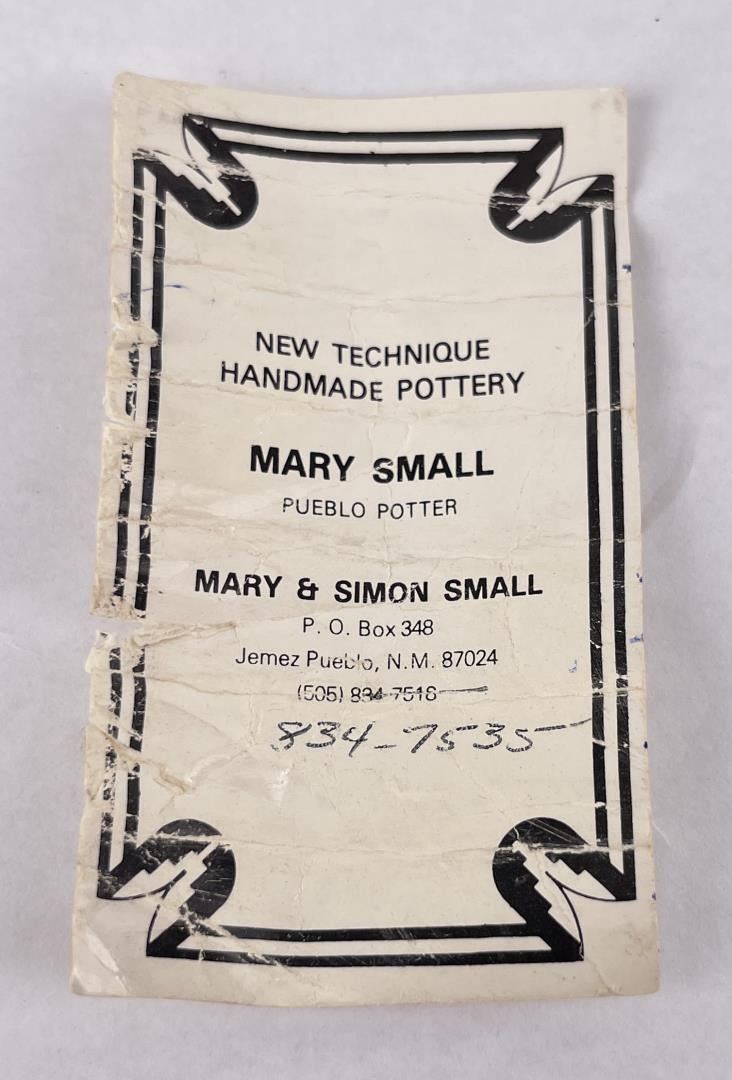 NEW TECHNIQUE
HANDMADE POTTERY
MARY SMALL
PUEBLO POTTER
MARY & SIMON SMALL
P. O. Box 348
Jemez Pueblo, N.M. 87024
(505) 834-7516
834-7535